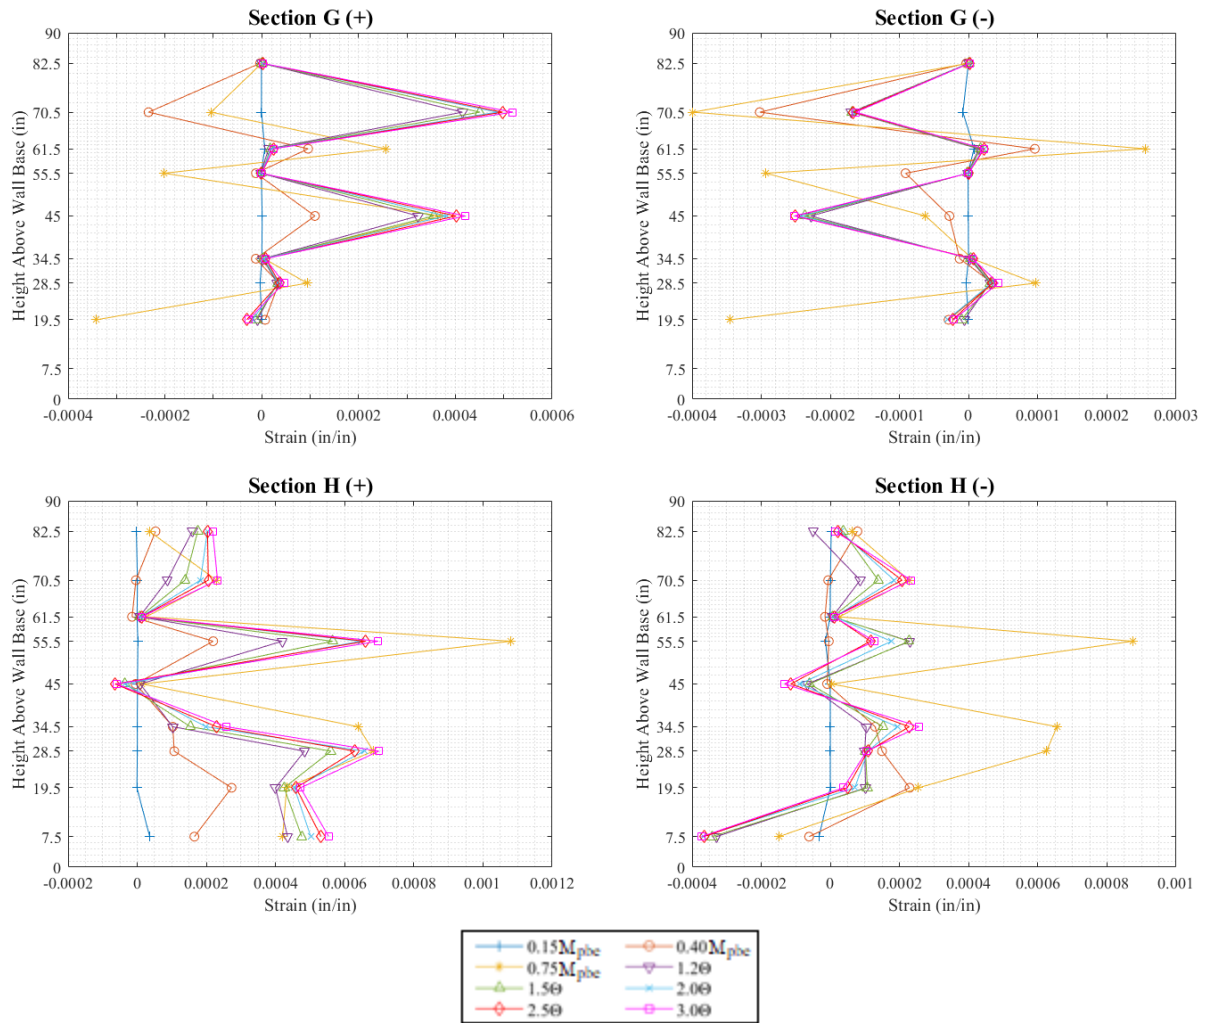 Section G (+)
Height Above Wall Base (in)
90
82.5
70.5
61.5
55.5
45
34.5
28.5
19.5
7.5
0
-0.0004 -0.0002 0 0.0002 0.0004 0.0006
Strain (in/in)
Section G (-)
Height Above Wall Base (in)
90
82.5
70.5
61.5
55.5
45
34.5
28.5
19.5
7.5
0
-0.0004 -0.0003 -0.0002 -0.0001 0 0.0001 0.0002 0.0003
Strain (in/in)
Section H (+)
Height Above Wall Base (in)
90
82.5
70.5
61.5
55.5
45
34.5
28.5
19.5
7.5
0
-0.0002 0 0.0002 0.0004 0.0006 0.0008 0.001 0.0012
Strain (in/in)
Section H (-)
Height Above Wall Base (in)
90
82.5
70.5
61.5
55.5
45
34.5
28.5
19.5
7.5
0
-0.0004 -0.0002 0 0.0002 0.0004 0.0006 0.0008 0.001
Strain (in/in)
0.15Mpbe 0.40Mpbe
0.75Mpbe 1.2Θ
1.5Θ 2.0Θ
2.5Θ 3.0Θ